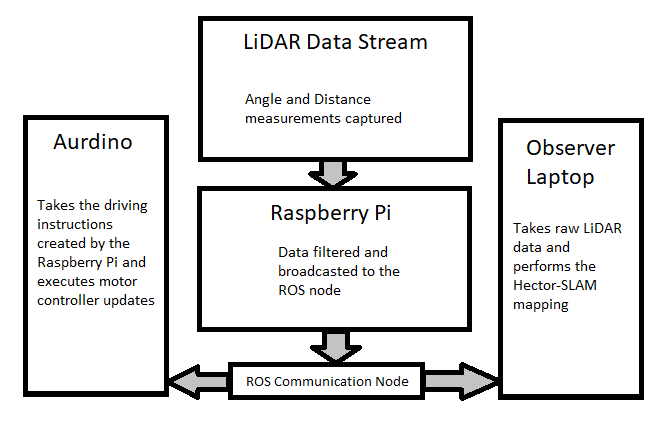 LiDAR Data Stream
Angle and Distance
measurements captured
Aurdino
Takes the driving
instructions
created by the
Raspberry Pi and
executes motor
controller updates
Raspberry Pi
Data filtered and
broadcasted to the
ROS node
Observer
Laptop
Takes raw LiDAR
data and
performs the
Hector-SLAM
mapping
ROS Communication Node